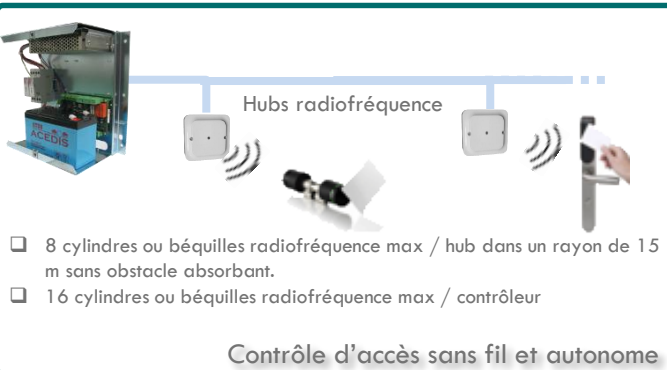 ACEDIS
Hubs radiofréquence
❑ 8 cylindres ou béquilles radiofréquence max / hub dans un rayon de 15
m sans obstacle absorbant.
❑ 16 cylindres ou béquilles radiofréquence max / contrôleur
Contrôle d'accès sans fil et autonome